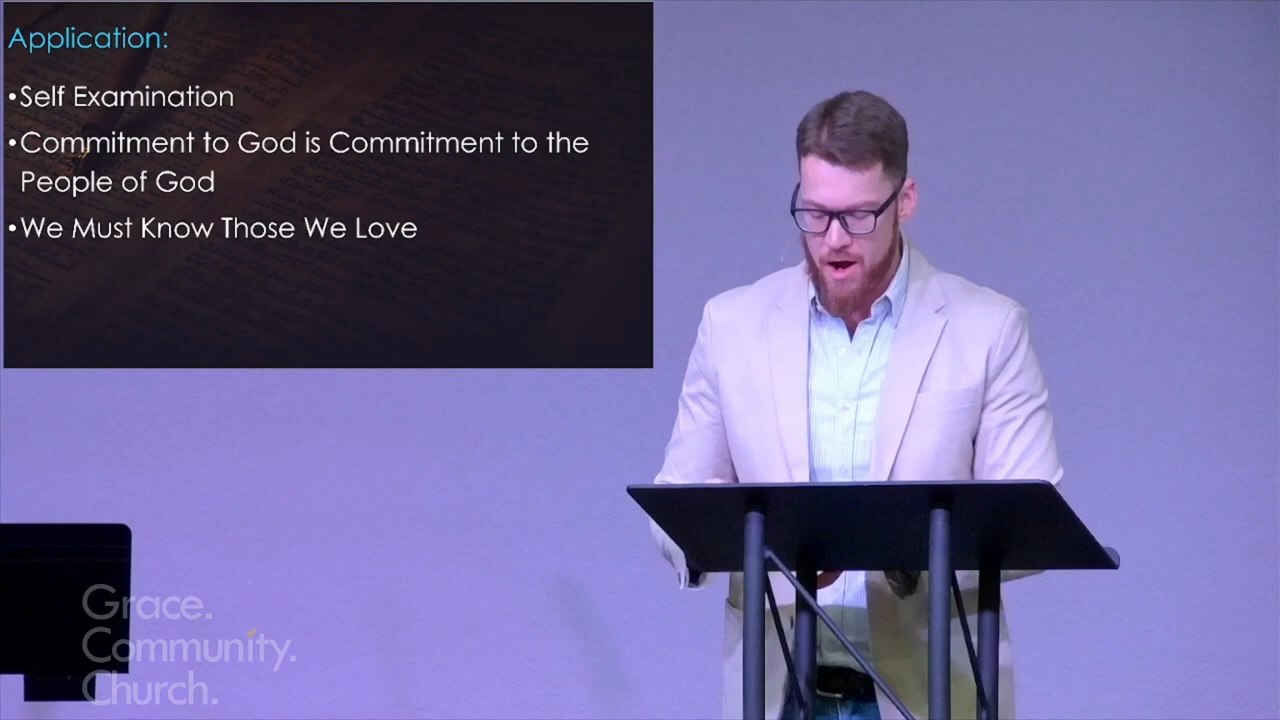 Application:
•Self Examination
•Commitment to God is Commitment to the
People of God
•We Must Know Those We Love
Grace.
Community.
Church.